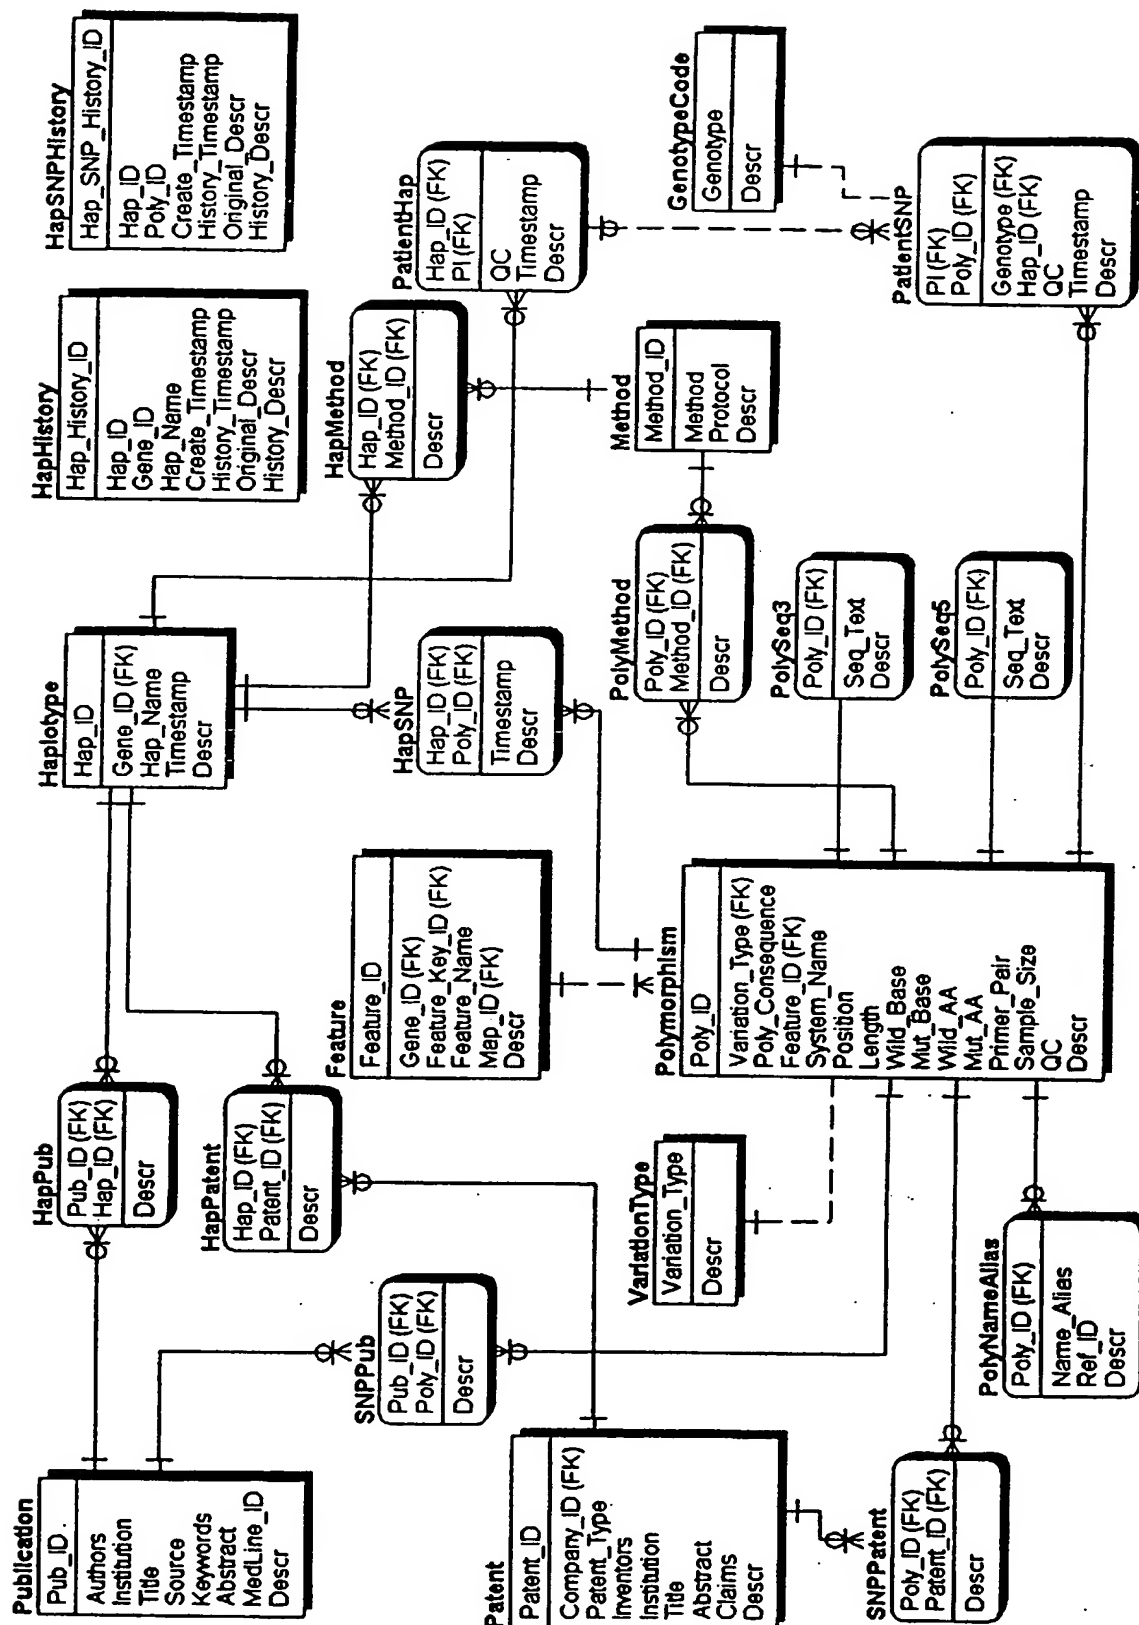 Publication
Pub_ID
Authors
Institution
Title
Source
Keywords
Abstract
MedLine_ID
Descr
HapPub
Pub_ID (FK)
Hap_ID (FK)
Descr
Haplotype
Hap_ID
Gene_ID (FK)
Hap_Name
Timestamp
Descr
HapHistory
Hap_History_ID
Hap_ID
Gene_ID
Hap_Name
Create_Timestamp
History_Timestamp
Original_Descr
History_Descr
HapSNPHistory
Hap_SNP_History_ID
Hap_ID
Poly_ID
Create_Timestamp
History_Timestamp
Original_Descr
History_Descr
HapPatent
Hap_ID (FK)
Patent_ID (FK)
Descr
SNPPub
Pub_ID (FK)
Poly_ID (FK)
Descr
Feature
Feature_ID
Gene_ID (FK)
Feature_Key_ID (FK)
Feature_Name
Map_ID (FK)
Descr
HapSNP
Hap_ID (FK)
Poly_ID (FK)
Timestamp
Descr
HapMethod
Hap_ID (FK)
Method_ID (FK)
Descr
PatientHap
Hap_ID (FK)
PI (FK)
QC
Timestamp
Descr
Patent
Patent_ID
Company_ID (FK)
Patent_Type
Inventors
Institution
Title
Abstract
Claims
Descr
VariationType
Variation_Type
Descr
Polymorphism
Poly_ID
Variation_Type (FK)
Poly_Consequence
Feature_ID (FK)
System_Name
Position
Length
Wild_Base
Mut_Base
Wild_AA
Mut_AA
Primer_Pair
Sample_Size
QC
Descr
PolyMethod
Poly_ID (FK)
Method_ID (FK)
Descr
Method
Method_ID
Method
Protocol
Descr
GenotypeCode
Genotype
Descr
PolySeq3
Poly_ID (FK)
Seq_Text
Descr
PolySeq5
Poly_ID (FK)
Seq_Text
Descr
PatientSNP
PI (FK)
Poly_ID (FK)
Genotype (FK)
Hap_ID (FK)
QC
Timestamp
Descr
SNPPatent
Poly_ID (FK)
Patent_ID (FK)
Descr
PolyNameAlias
Poly_ID (FK)
Name_Alias
Ref_ID
Descr